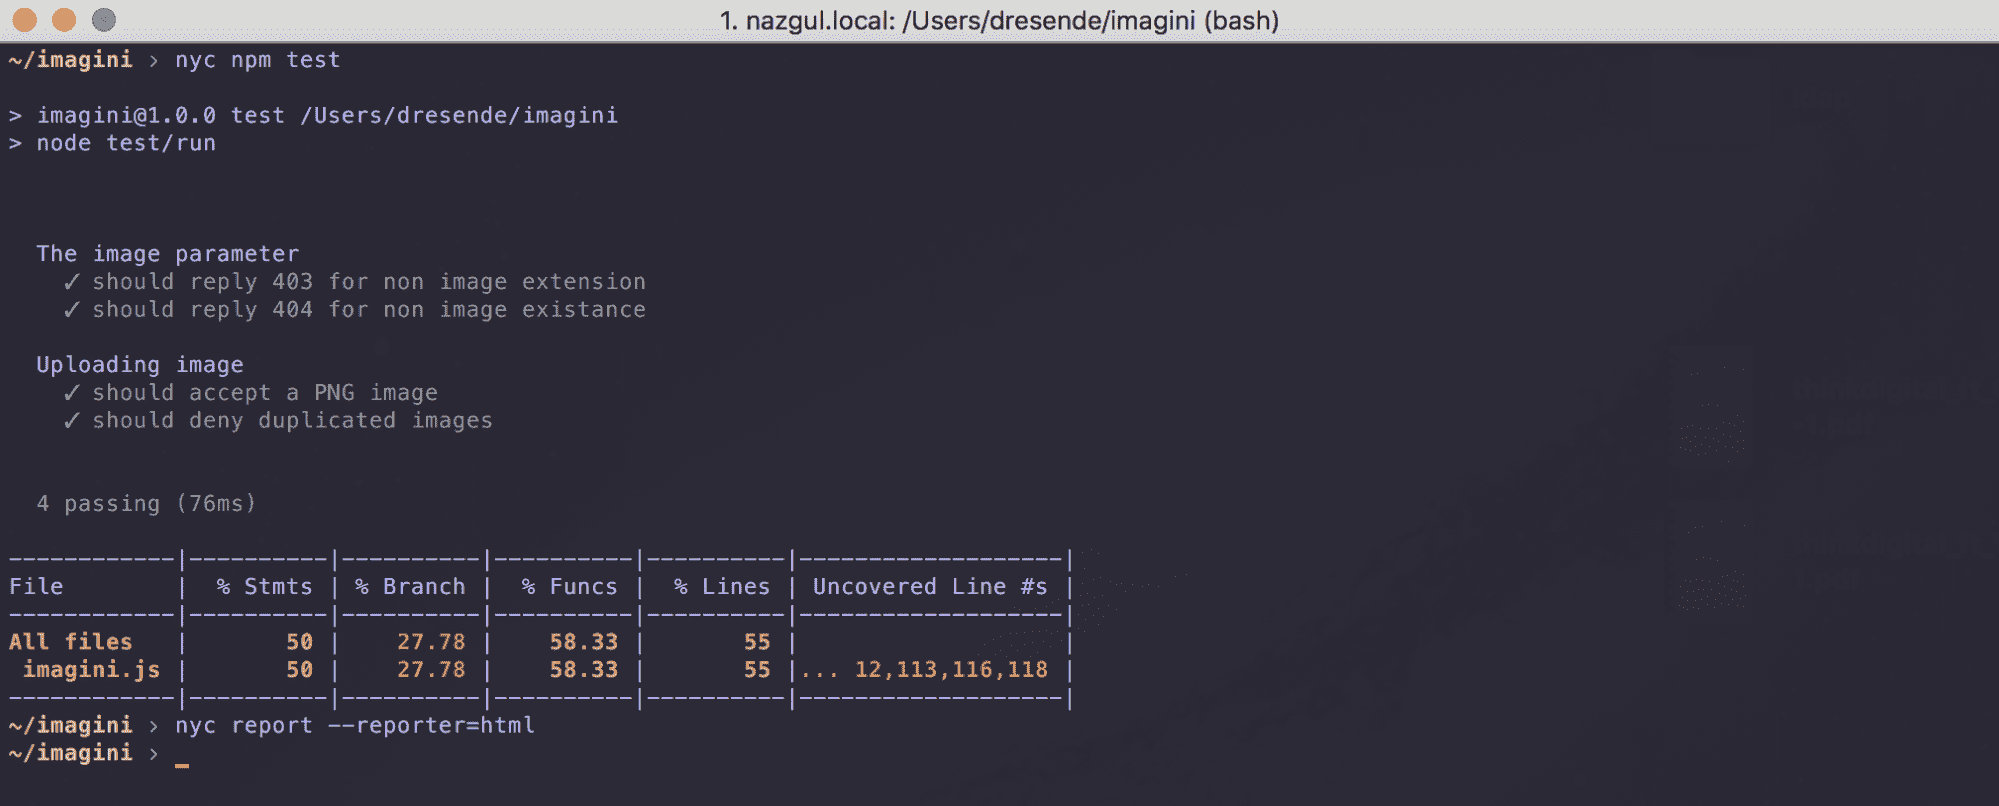 1. nazgul.local: /Users/dresende/imagini (bash)
~/imagini › nyc npm test
> imagini@1.0.0 test /Users/dresende/imagini
> node test/run
The image parameter
✓ should reply 403 for non image extension
✓ should reply 404 for non image existance
Uploading image
✓ should accept a PNG image
✓ should deny duplicated images
4 passing (76ms)
------------|----------|----------|----------|----------|-------------------|
File        |  % Stmts | % Branch |  % Funcs |  % Lines | Uncovered Line #s |
------------|----------|----------|----------|----------|-------------------|
All files   |       50 |    27.78 |    58.33 |       55 |                   |
 imagini.js |       50 |    27.78 |    58.33 |       55 |... 12,113,116,118 |
------------|----------|----------|----------|----------|-------------------|
~/imagini › nyc report --reporter=html
~/imagini › _